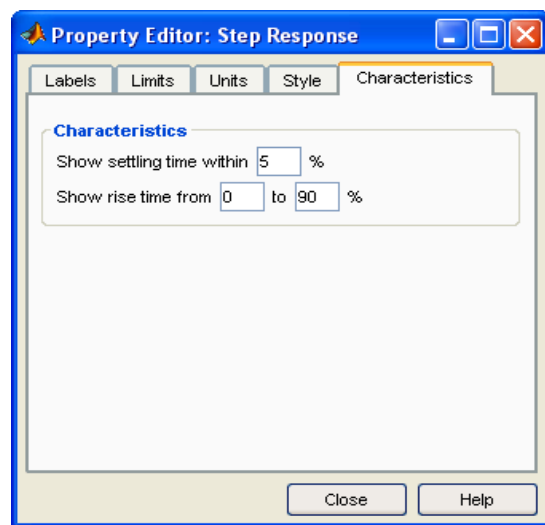 Property Editor: Step Response
Labels Limits Units Style Characteristics
Characteristics
Show settling time within 5 %
Show rise time from 0 to 90 %
Close Help